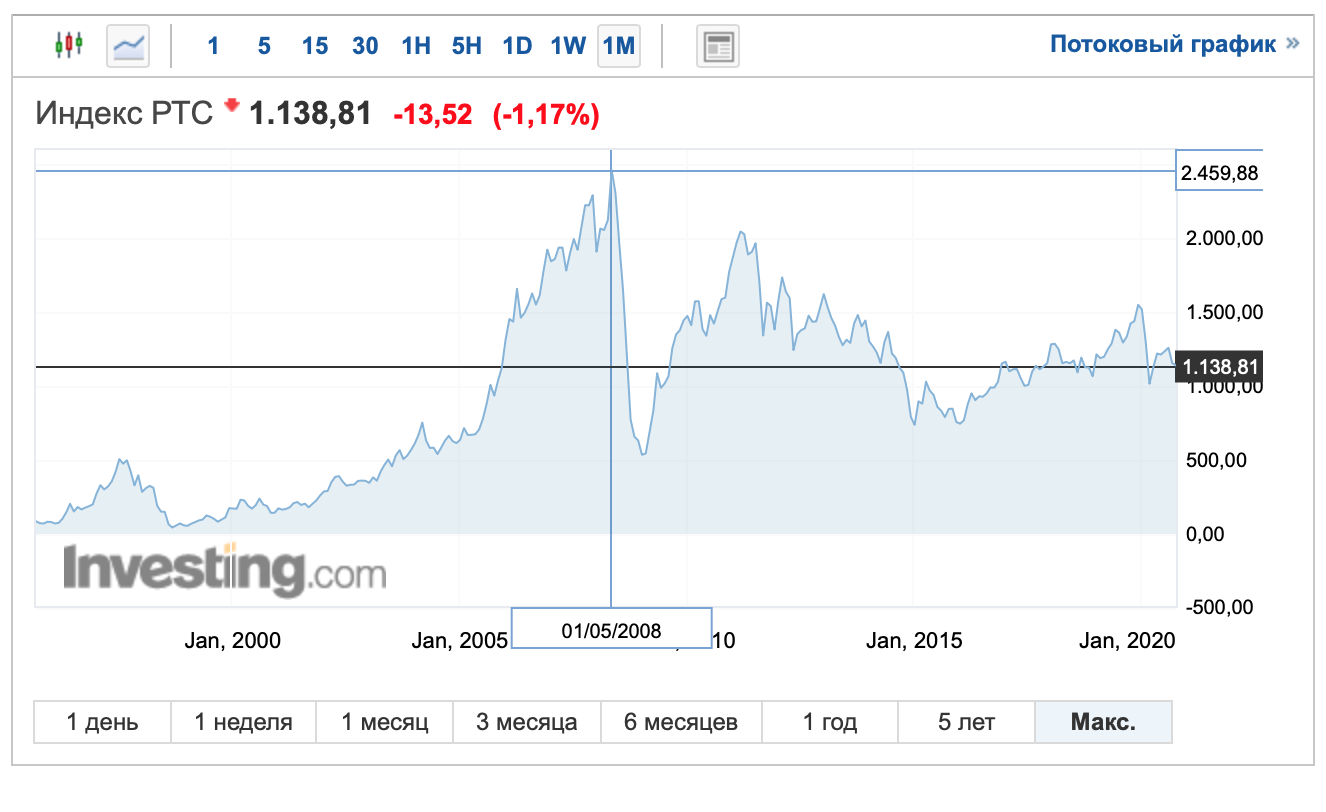 1 5 15 30 1H 5H 1D 1W 1M Потоковый график »
Индекс РТС 1.138,81 -13,52 (-1,17%)
2.459,88
2.000,00
1.500,00
1.138,81
1.000,00
500,00
0,00
Investing.com
-500,00
01/05/2008
Jan, 2000 Jan, 2005 10 Jan, 2015 Jan, 2020
1 день 1 неделя 1 месяц 3 месяца 6 месяцев 1 год 5 лет Макс.